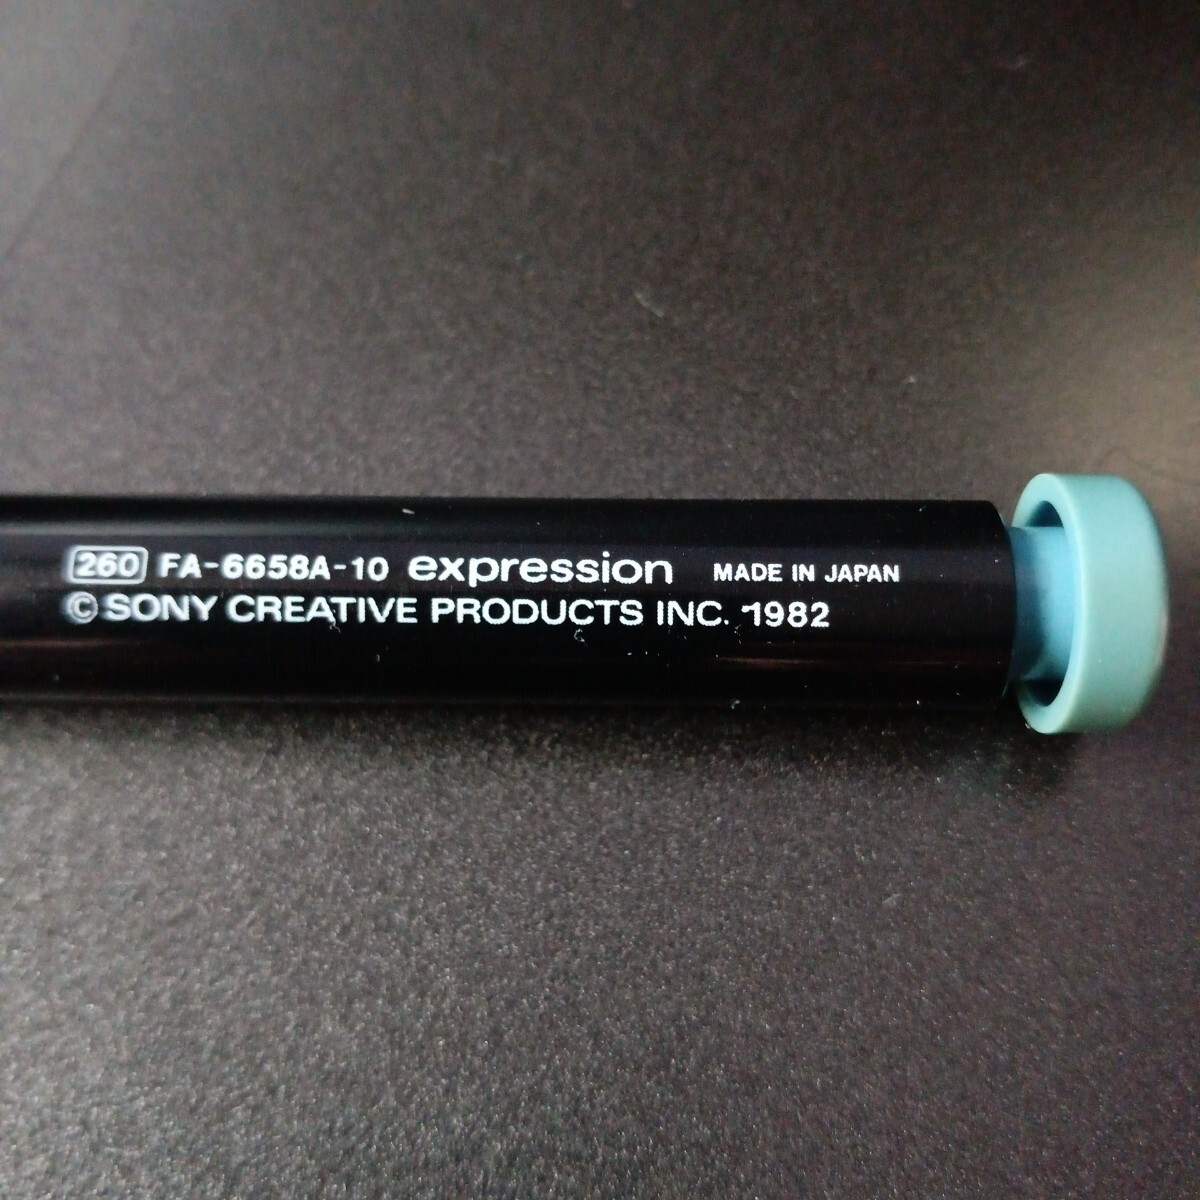 260 FA-6658A-10 expression MADE IN JAPAN
© SONY CREATIVE PRODUCTS INC. 1982